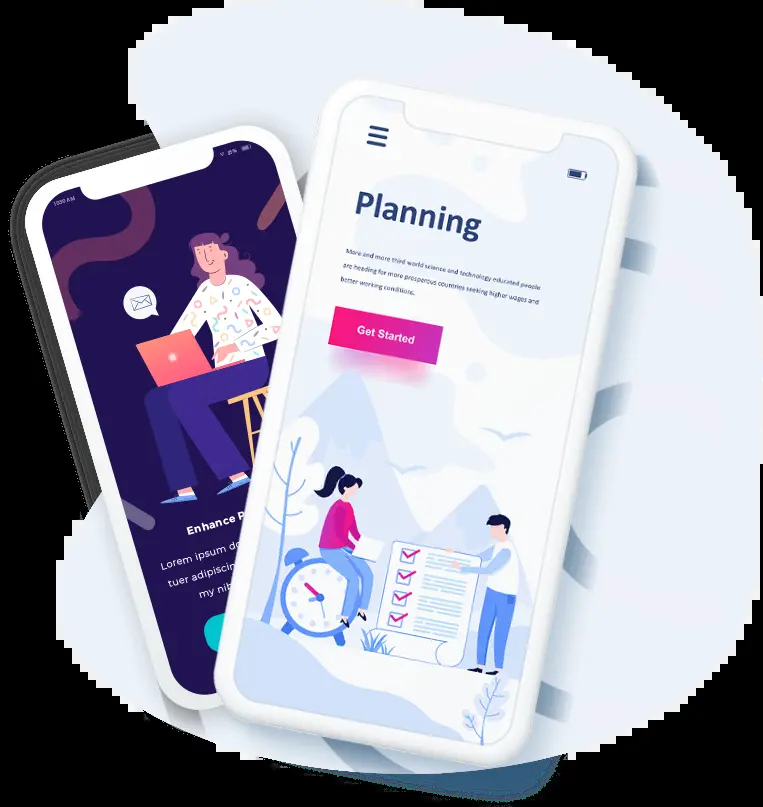 10:00 AM
Planning
More and more third world science and technology educated people
are heading for more prosperous countries seeking higher wages and
better working conditions.
Get Started
Enhance
Lorem ipsum
tuer adipiscin
my nib